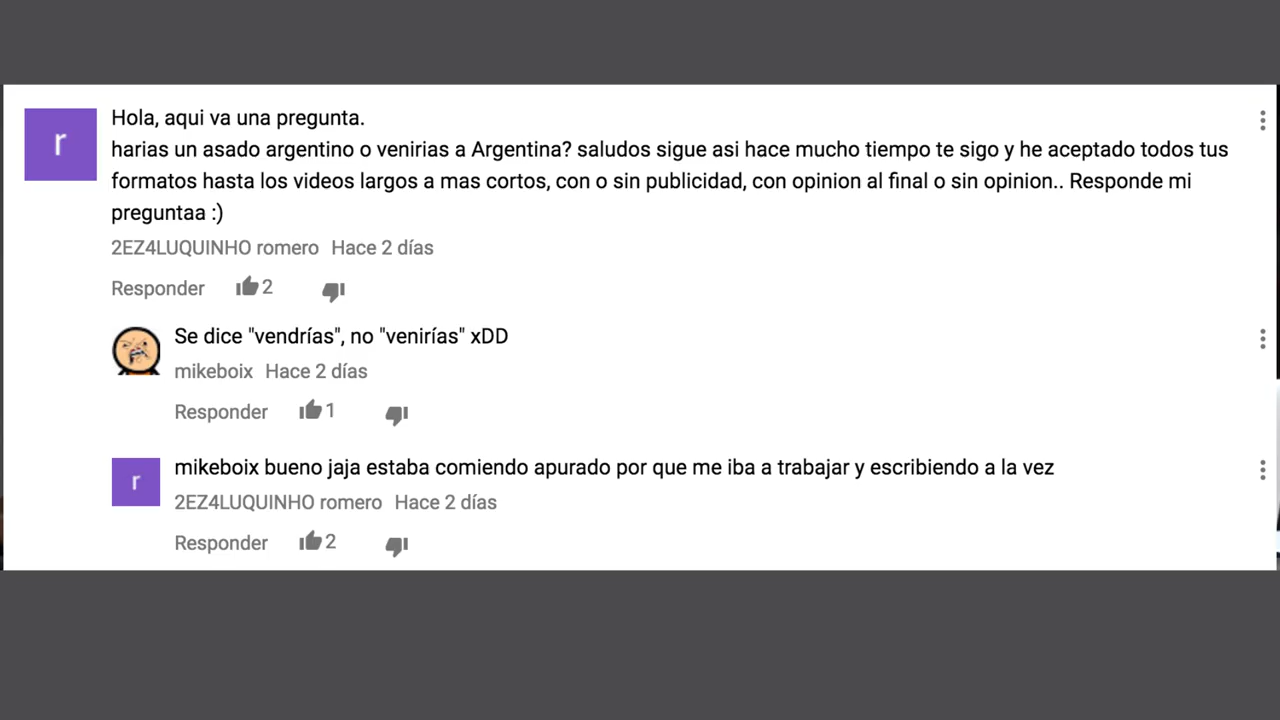 r
Hola, aqui va una pregunta.
harias un asado argentino o venirias a Argentina? saludos sigue asi hace mucho tiempo te sigo y he aceptado todos tus
formatos hasta los videos largos a mas cortos, con o sin publicidad, con opinion al final o sin opinion.. Responde mi
preguntaa :)
2EZ4LUQUINHO romero Hace 2 días
Responder 2
Se dice "vendrías", no "venirías" xDD
mikeboix Hace 2 días
Responder 1
r
mikeboix bueno jaja estaba comiendo apurado por que me iba a trabajar y escribiendo a la vez
2EZ4LUQUINHO romero Hace 2 días
Responder 2